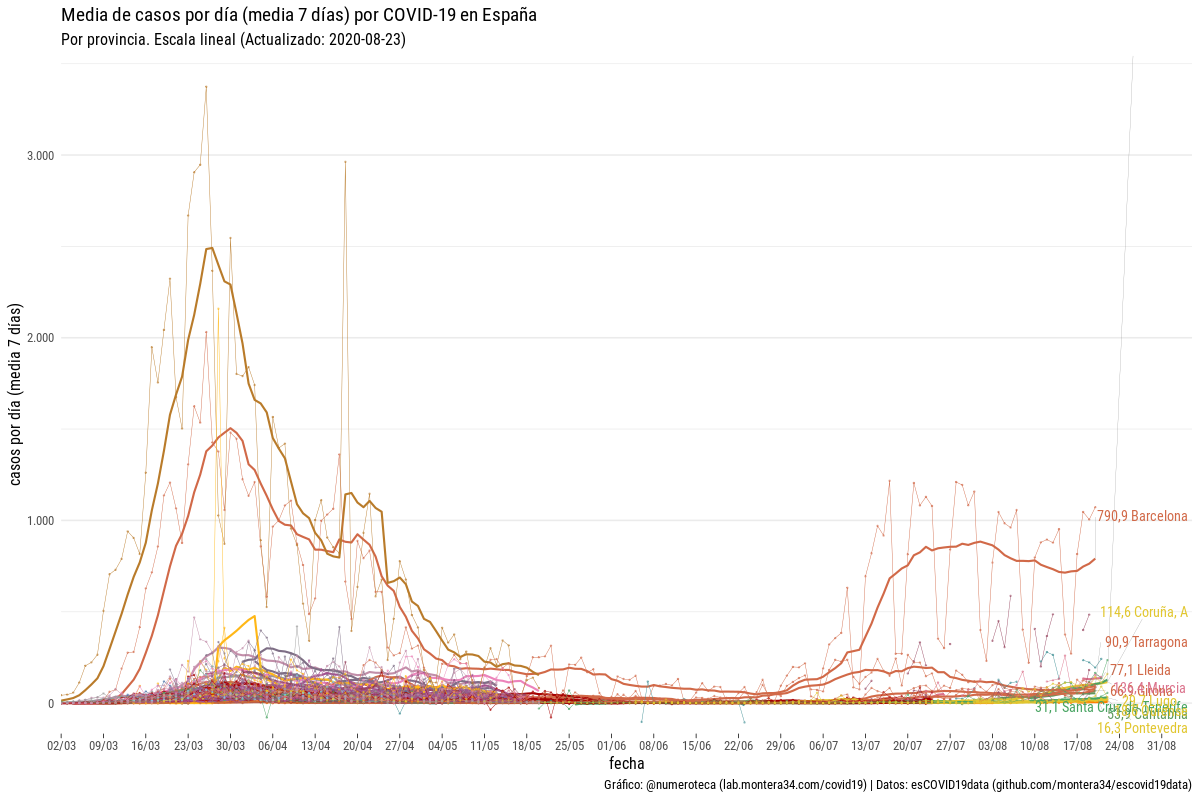 Media de casos por día (media 7 días) por COVID-19 en España
Por provincia. Escala lineal (Actualizado: 2020-08-23)
casos por día (media 7 días)
3.000
2.000
1.000
0
790,9 Barcelona
114,6 Coruña, A
90,9 Tarragona
77,1 Lleida
Murcia
Girona
31,1 Santa Cruz de Tenerife
53,9 Cantabria
16,3 Pontevedra
02/03 09/03 16/03 23/03 30/03 06/04 13/04 20/04 27/04 04/05 11/05 18/05 25/05 01/06 08/06 15/06 22/06 29/06 06/07 13/07 20/07 27/07 03/08 10/08 17/08 24/08 31/08
fecha
Gráfico: @numeroteca (lab.montera34.com/covid19) | Datos: esCOVID19data (github.com/montera34/escovid19data)